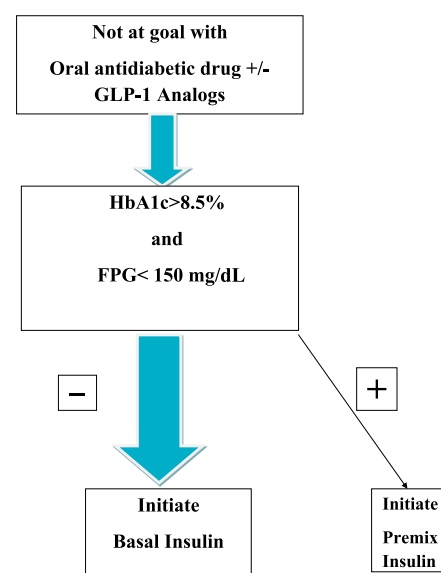 Not at goal with
Oral antidiabetic drug +/-
GLP-1 Analogs
HbA1c>8.5%
and
FPG< 150 mg/dL
−
+
Initiate
Basal Insulin
Initiate
Premix
Insulin